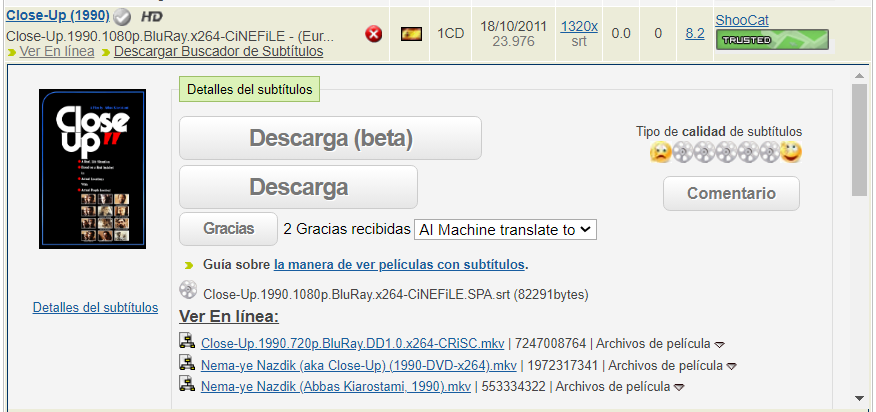 Close-Up (1990) HD
Close-Up.1990.1080p.BluRay.x264-CiNEFiLE - (Eur...
Ver En línea Descargar Buscador de Subtítulos
1CD
18/10/2011
23.976
1320x
srt
0.0
0
8.2
ShooCat
TRUSTED
Detalles del subtítulos
Close
Up
Descarga (beta)
Tipo de calidad de subtítulos
Descarga
Comentario
Gracias 2 Gracias recibidas AI Machine translate to
Guía sobre la manera de ver películas con subtítulos.
Close-Up.1990.1080p.BluRay.x264-CiNEFiLE.SPA.srt (82291bytes)
Detalles del subtítulos
Ver En línea:
Close-Up.1990.720p.BluRay.DD1.0.x264-CRiSC.mkv | 7247008764 | Archivos de película
Nema-ye Nazdik (aka Close-Up) (1990-DVD-x264).mkv | 1972317341 | Archivos de película
Nema-ye Nazdik (Abbas Kiarostami, 1990).mkv | 553334322 | Archivos de película